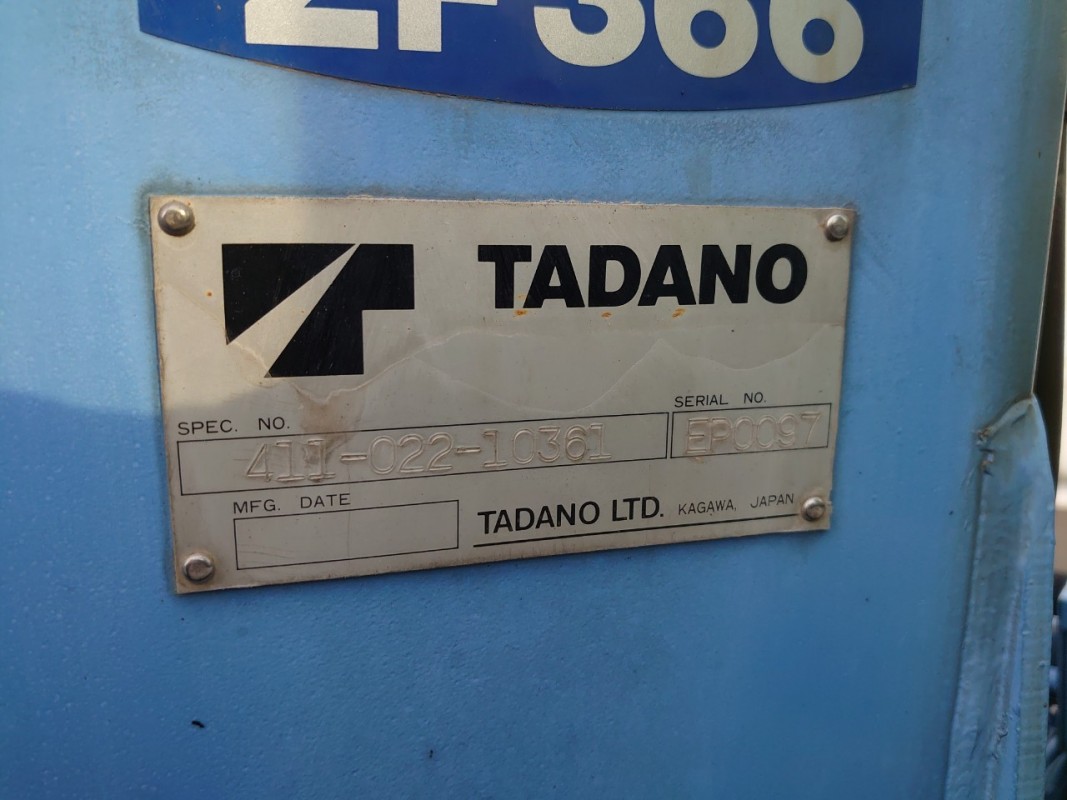 ZF366
TADANO
SPEC. NO.
411-022-10361
SERIAL NO.
EP0097
MFG. DATE
TADANO LTD. KAGAWA, JAPAN